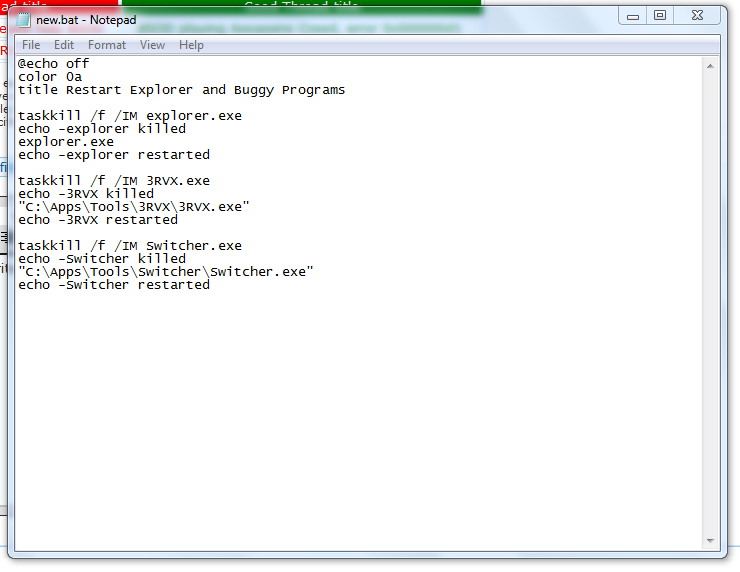 ad title
Good Thread title
new.bat - Notepad
File Edit Format View Help
@echo off
color 0a
title Restart Explorer and Buggy Programs
taskkill /f /IM explorer.exe
echo -explorer killed
explorer.exe
echo -explorer restarted
taskkill /f /IM 3RVX.exe
echo -3RVX killed
"C:\Apps\Tools\3RVX\3RVX.exe"
echo -3RVX restarted
taskkill /f /IM Switcher.exe
echo -Switcher killed
"C:\Apps\Tools\Switcher\Switcher.exe"
echo -Switcher restarted